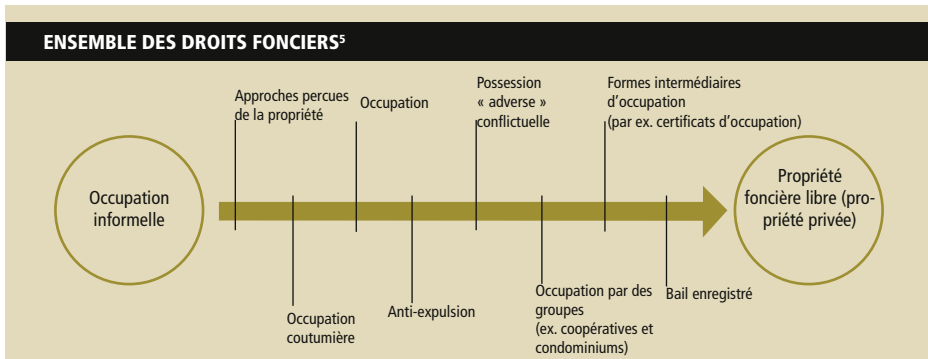 ENSEMBLE DES DROITS FONCIERS⁵
Approches percues
de la propriété
Occupation
Possession
« adverse »
conflictuelle
Formes intermédiaires
d'occupation
(par ex. certificats d'occupation)
Occupation
informelle
Propriété
foncière libre (pro-
priété privée)
Occupation
coutumière
Anti-expulsion
Occupation par des
groupes
(ex. coopératives et
condominiums)
Bail enregistré